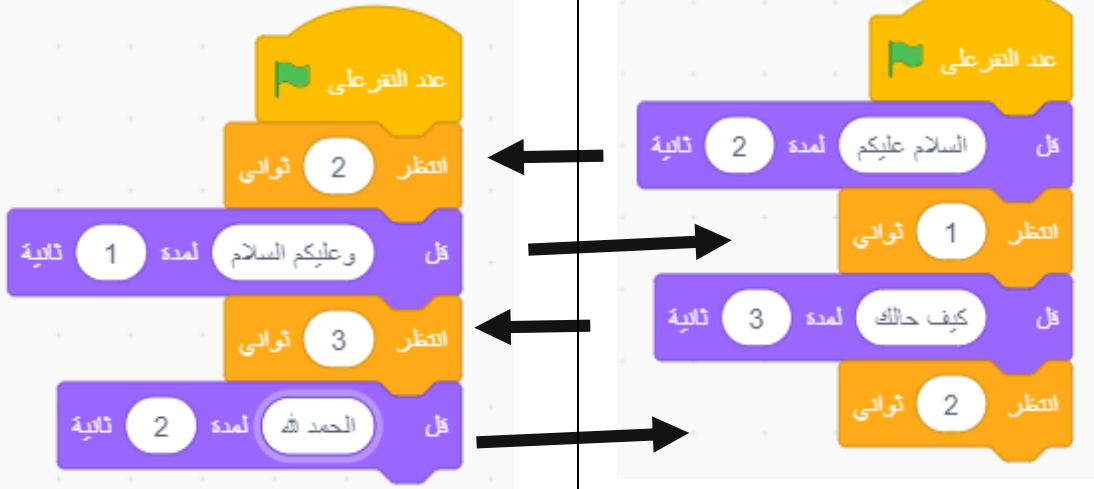 عند النقر على
قل السلام عليكم لمدة 2 ثانية
انتظر 1 ثواني
قل كيف حالك لمدة 3 ثانية
انتظر 2 ثواني
عند النقر على
انتظر 2 ثواني
قل وعليكم السلام لمدة 1 ثانية
انتظر 3 ثواني
قل الحمد لله لمدة 2 ثانية